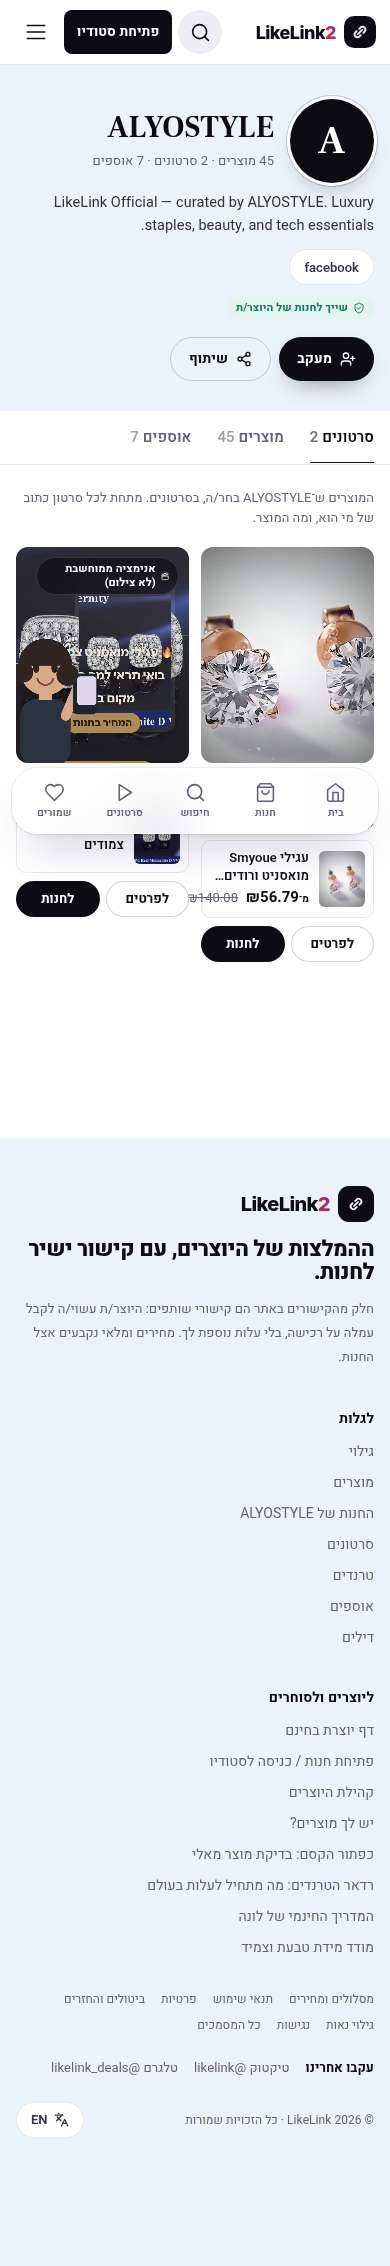 LikeLink2
פתיחת סטודיו
A
ALYOSTYLE
45 מוצרים · 2 סרטונים · 7 אוספים
LikeLink Official — curated by ALYOSTYLE. Luxury
staples, beauty, and tech essentials.
facebook
שייך לחנות של היוצר/ת
מעקב
שיתוף
סרטונים 2
מוצרים 45
אוספים 7
המוצרים ש־ALYOSTYLE בחר/ה, בסרטונים. מתחת לכל סרטון כתוב
של מי הוא, ומה המוצר.
אנימציה ממוחשבת
(לא צילום)
ernity
בואי תראי
מקום
המחיר בחנות
בית
חנות
חיפוש
סרטונים
שמורים
עגילי Smyoue
מואסניט ורודים...
מ־56.79₪
₪140.08
לפרטים
לחנות
צמודים
לפרטים
לחנות
LikeLink2
ההמלצות של היוצרים, עם קישור ישיר
לחנות.
חלק מהקישורים באתר הם קישורי שותפים: היוצר/ת עשוי/ה לקבל
עמלה על רכישה, בלי עלות נוספת לך. מחירים ומלאי נקבעים אצל
החנות.
לגלות
גילוי
מוצרים
החנות של ALYOSTYLE
סרטונים
טרנדים
אוספים
דילים
ליוצרים ולסוחרים
דף יוצרת בחינם
פתיחת חנות / כניסה לסטודיו
קהילת היוצרים
יש לך מוצרים?
כפתור הקסם: בדיקת מוצר מאלי
רדאר הטרנדים: מה מתחיל לעלות בעולם
המדריך החינמי של לונה
מודד מידת טבעת וצמיד
מסלולים ומחירים
תנאי שימוש
פרטיות
ביטולים והחזרים
גילוי נאות
נגישות
כל המסמכים
עקבו אחרינו
טיקטוק @likelink
טלגרם @likelink_deals
© 2026 LikeLink · כל הזכויות שמורות
EN